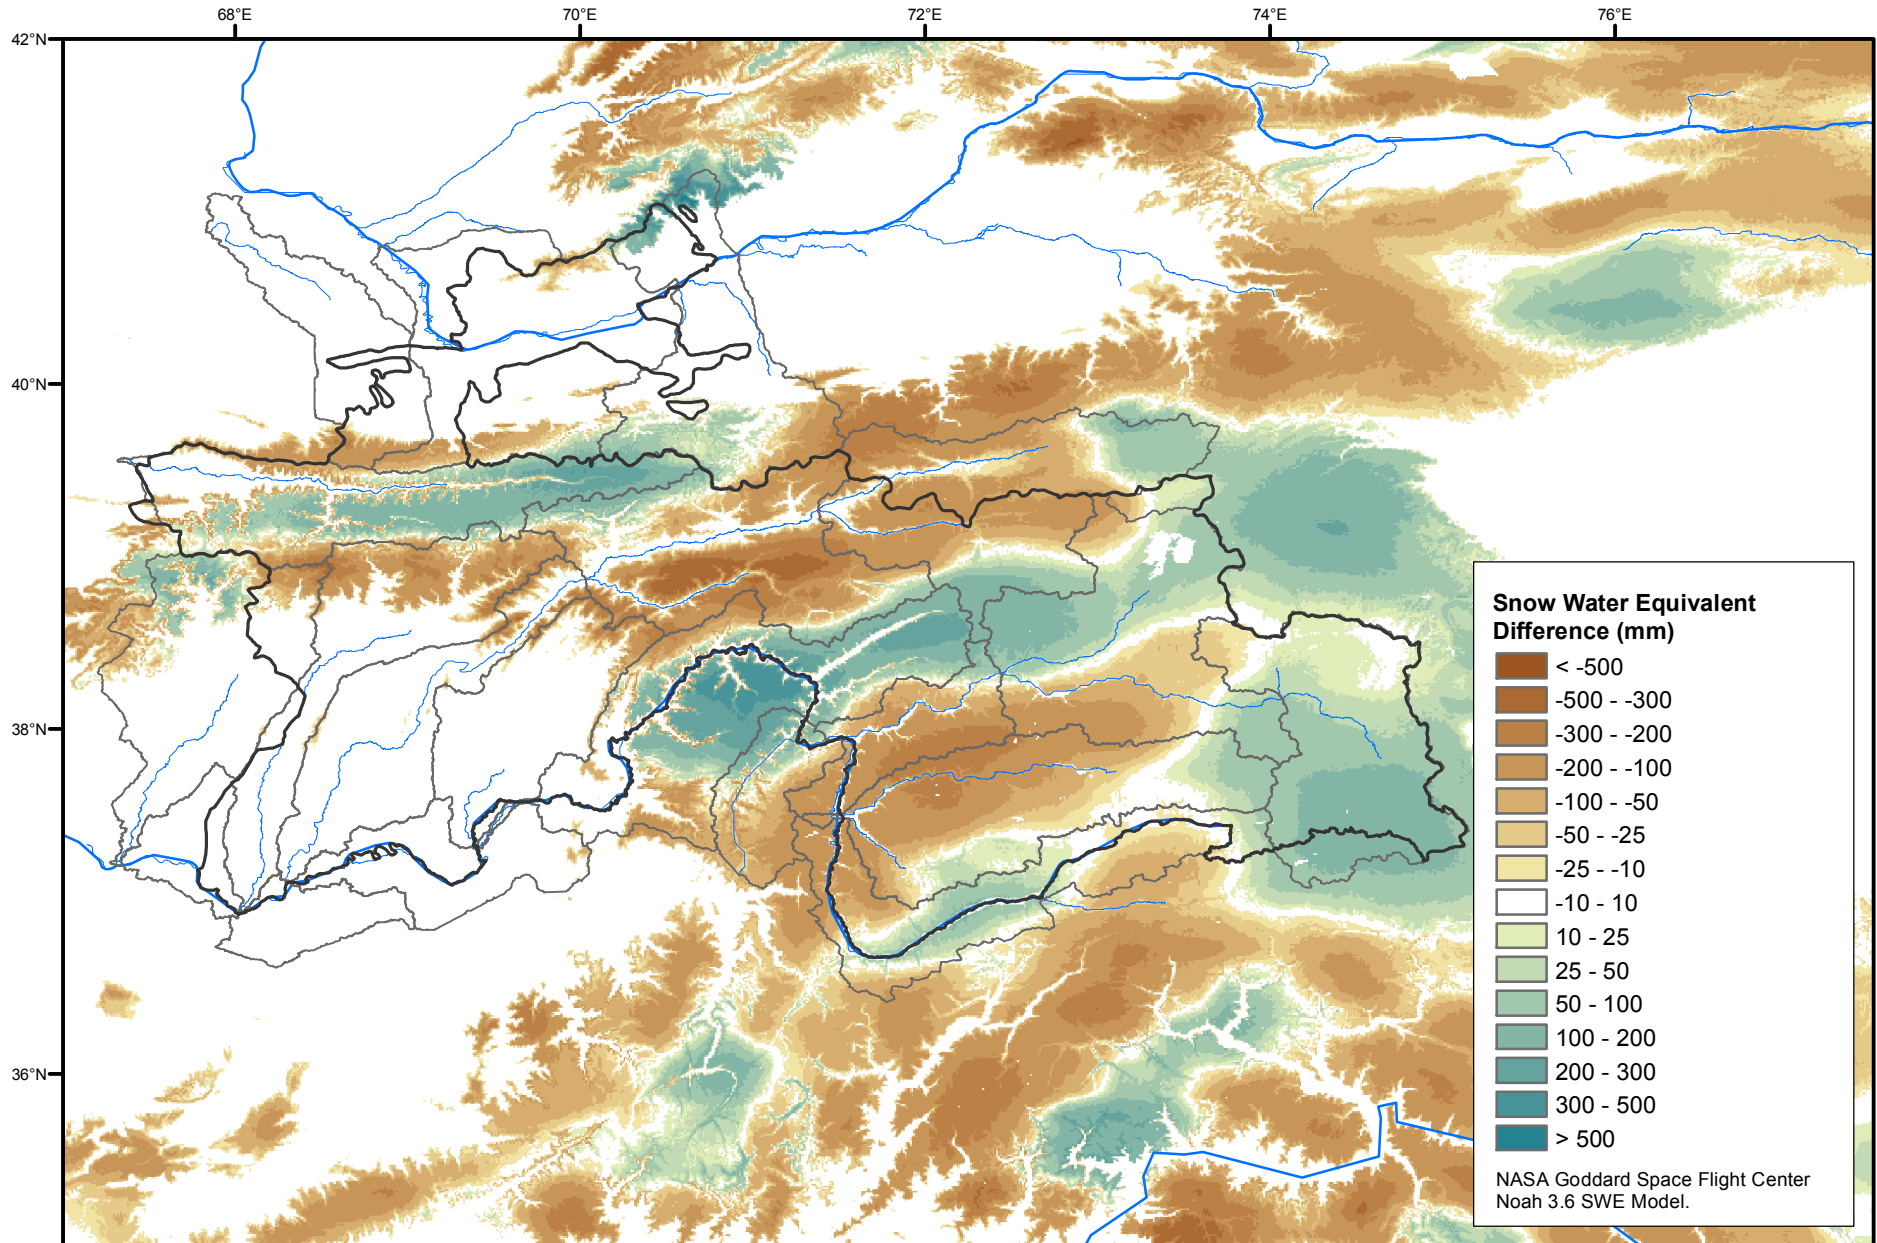 68°E 70°E 72°E 74°E 76°E
42°N
40°N
38°N
36°N
Snow Water Equivalent
Difference (mm)
< -500
-500 - -300
-300 - -200
-200 - -100
-100 - -50
-50 - -25
-25 - -10
-10 - 10
10 - 25
25 - 50
50 - 100
100 - 200
200 - 300
300 - 500
> 500
NASA Goddard Space Flight Center
Noah 3.6 SWE Model.